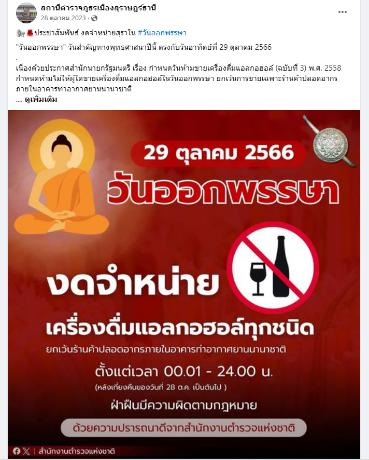 สถานีตำรวจภูธรเมืองสุราษฎร์ธานี
28 ตุลาคม 2023
ประชาสัมพันธ์ งดจำหน่ายสุราใน #วันออกพรรษา
"วันออกพรรษา" วันสำคัญทางพุทธศาสนาปีนี้ ตรงกับวันอาทิตย์ที่ 29 ตุลาคม 2566
.
เนื่องด้วยประกาศสำนักนายกรัฐมนตรี เรื่อง กำหนดวันห้ามขายเครื่องดื่มแอลกอฮอล์ (ฉบับที่ 3) พ.ศ. 2558
กำหนดห้ามไม่ให้ผู้ใดขายเครื่องดื่มแอลกอฮอล์ในวันออกพรรษา ยกเว้นการขายเฉพาะร้านค้าปลอดอากร
ภายในอาคารท่าอากาศยานนานาชาติ
... ดูเพิ่มเติม
29 ตุลาคม 2566
วันออกพรรษา
งดจำหน่าย
เครื่องดื่มแอลกอฮอล์ทุกชนิด
ยกเว้นร้านค้าปลอดอากรภายในอาคารท่าอากาศยานนานาชาติ
ตั้งแต่เวลา 00.01 - 24.00 น.
(หลังเที่ยงคืนของวันที่ 28 ต.ค. เป็นต้นไป )
ฝ่าฝืนมีความผิดตามกฎหมาย
ด้วยความปรารถนาดีจากสำนักงานตำรวจแห่งชาติ
สำนักงานตำรวจแห่งชาติ